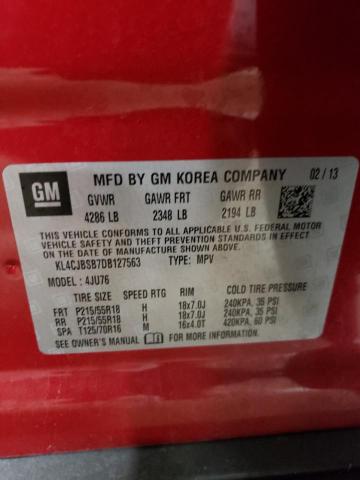 GM
MFD BY GM KOREA COMPANY 02/13
GVWR GAWR FRT GAWR RR
4286 LB 2348 LB 2194 LB
THIS VEHICLE CONFORMS TO ALL APPLICABLE
U.S. FEDERAL MOTOR VEHICLE SAFETY, BUMPER,
AND THEFT PREVENTION STANDARDS IN EFFECT
ON THE DATE OF MANUFACTURE SHOWN ABOVE.
KL4CJBSB7DB127563 TYPE: MPV
MODEL : 4JU76
TIRE SIZE SPEED RTG RIM COLD TIRE PRESSURE
FRT P215/55R18 H 18x7.0J 240KPA, 35 PSI
RR P215/55R18 H 18x7.0J 240KPA, 35 PSI
SPA T125/70R16 M 16x4.0T 420KPA, 60 PSI
SEE OWNER'S MANUAL FOR MORE INFORMATION.